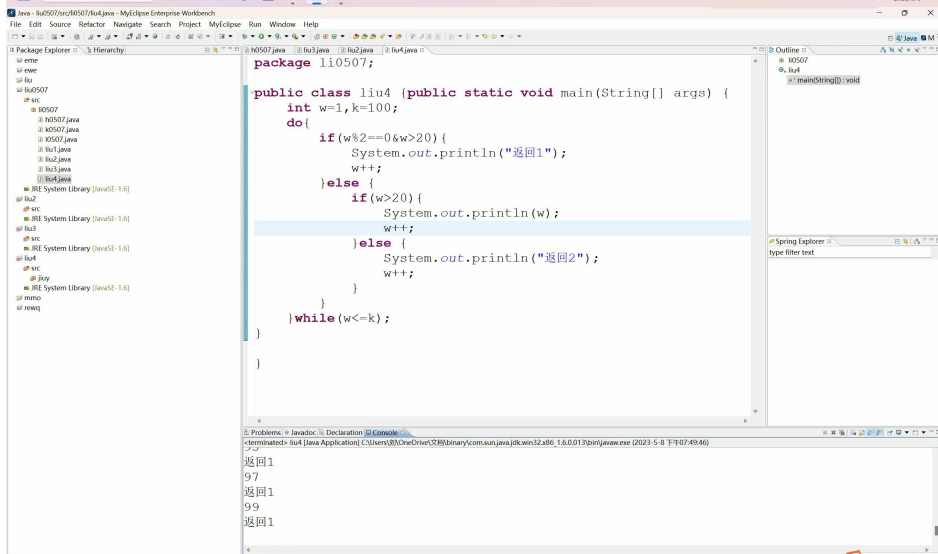 Java - liu0507/src/li0507/liu4.java - MyEclipse Enterprise Workbench
File Edit Source Refactor Navigate Search Project MyEclipse Run Window Help
Java
Package Explorer Hierarchy
eme
ewe
liu
liu0507
src
li0507
h0507.java
k0507.java
l0507.java
liu1.java
liu2.java
liu3.java
liu4.java
JRE System Library [JavaSE-1.6]
liu2
src
JRE System Library [JavaSE-1.6]
liu3
src
JRE System Library [JavaSE-1.6]
liu4
src
jiuy
JRE System Library [JavaSE-1.6]
mmo
rewq
h0507.java liu3.java liu2.java liu4.java
package li0507;
public class liu4 {public static void main(String[] args) {
int w=1,k=100;
do{
if(w%2==0&w>20){
System.out.println("返回1");
w++;
}else {
if(w>20){
System.out.println(w);
w++;
}else {
System.out.println("返回2");
w++;
}
}
}while(w<=k);
}
}
Outline
li0507
liu4
main(String[]) : void
Spring Explorer
type filter text
Problems Javadoc Declaration Console
<terminated> liu4 [Java Application] C:\Users\刘\OneDrive\文档\binary\com.sun.java.jdk.win32.x86_1.6.0.013\bin\javaw.exe (2023-5-8 下午07:49:46)
返回1
97
返回1
99
返回1